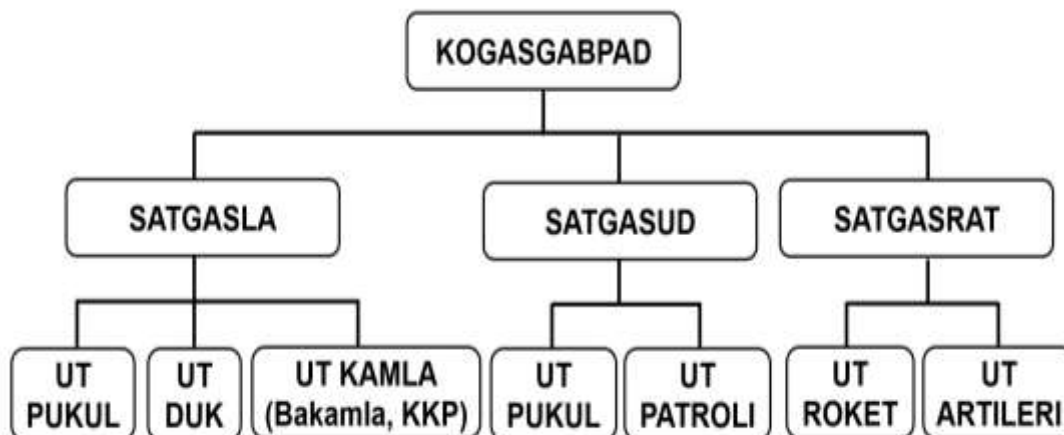 KOGASGABPAD
SATGASLA
SATGASUD
SATGASRAT
UT
PUKUL
UT
DUK
UT KAMLA
(Bakamla, KKP)
UT
PUKUL
UT
PATROLI
UT
ROKET
UT
ARTILERI